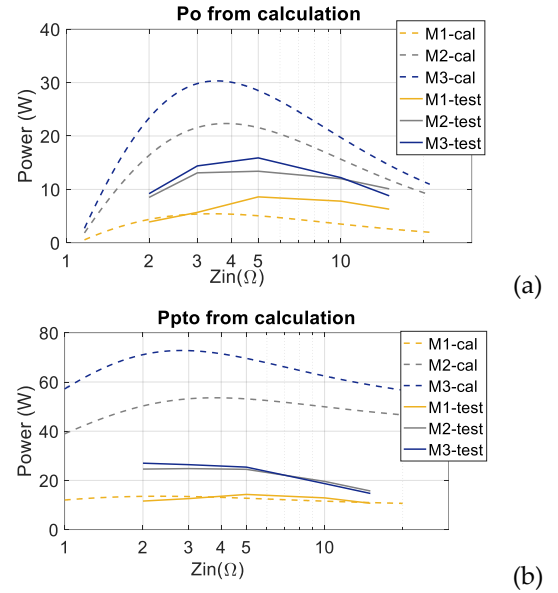 Po from calculation
Power (W)
40
30
20
10
0
1
2
3
4
5
10
Zin(Ω)
M1-cal
M2-cal
M3-cal
M1-test
M2-test
M3-test
(a)
Ppto from calculation
Power (W)
80
60
40
20
0
1
2
3
4
5
10
Zin(Ω)
M1-cal
M2-cal
M3-cal
M1-test
M2-test
M3-test
(b)